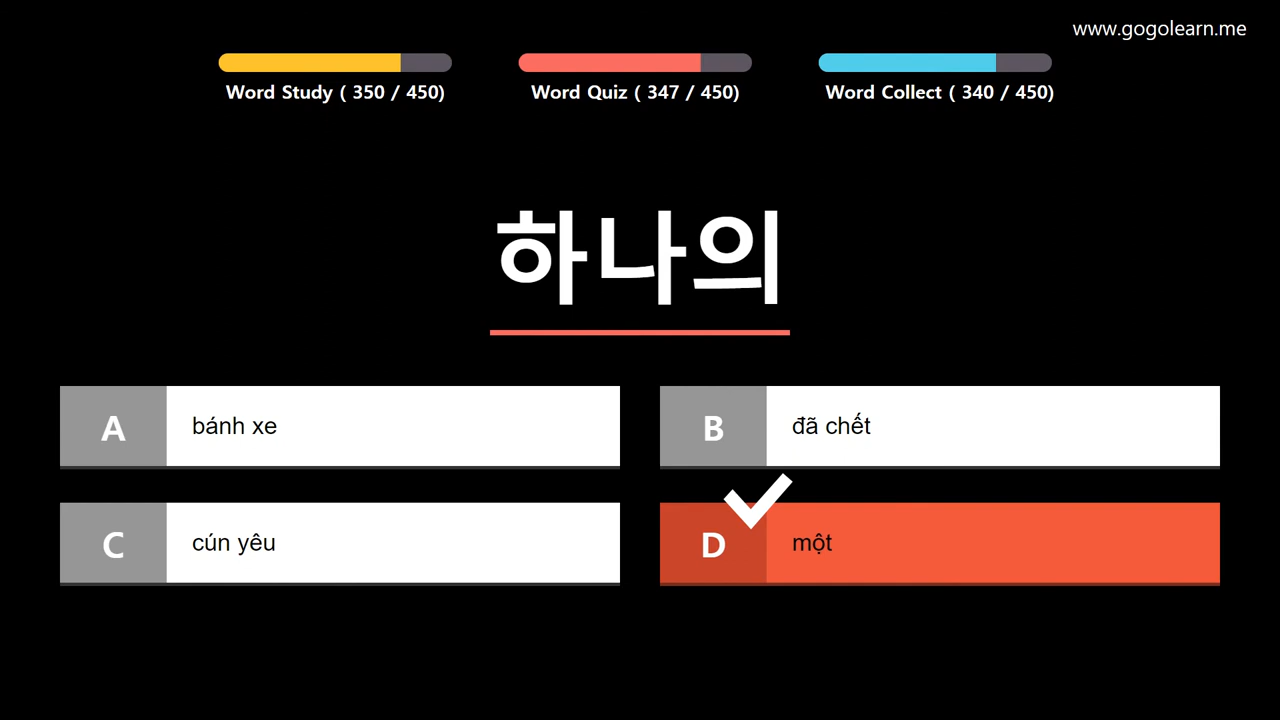 www.gogolearn.me
Word Study ( 350 / 450)
Word Quiz ( 347 / 450)
Word Collect ( 340 / 450)
하나의
A bánh xe
B đã chết
C cún yêu
D một